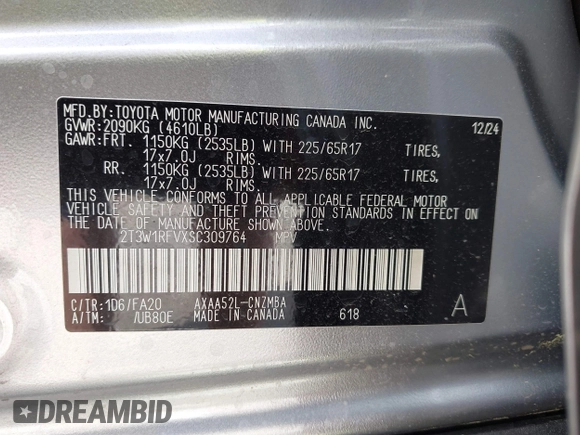 MFD.BY:TOYOTA MOTOR MANUFACTURING CANADA INC.
GVWR:2090KG (4610LB) 12/24
GAWR:FRT. 1150KG (2535LB) WITH 225/65R17 TIRES,
17x7.0J RIMS.
RR. 1150KG (2535LB) WITH 225/65R17 TIRES,
17x7.0J RIMS.
THIS VEHICLE CONFORMS TO ALL APPLICABLE FEDERAL MOTOR
VEHICLE SAFETY AND THEFT PREVENTION STANDARDS IN EFFECT ON
THE DATE OF MANUFACTURE SHOWN ABOVE.
2T3W1RFVXSC309764 MPV
C/TR:1D6/FA20 AXAA52L-CNZMBA
A/TM: /UB80E MADE IN CANADA 618 A
DREAMBID